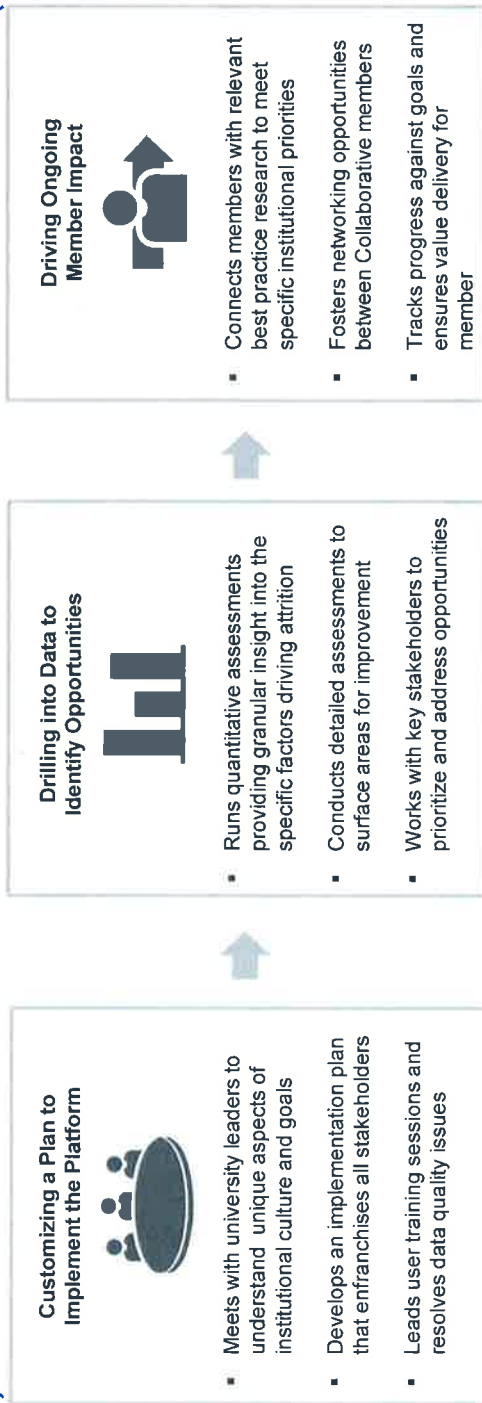 Customizing a Plan to
Implement the Platform
▪ Meets with university leaders to
understand unique aspects of
institutional culture and goals
▪ Develops an implementation plan
that enfranchises all stakeholders
▪ Leads user training sessions and
resolves data quality issues
Drilling into Data to
Identify Opportunities
▪ Runs quantitative assessments
providing granular insight into the
specific factors driving attrition
▪ Conducts detailed assessments to
surface areas for improvement
▪ Works with key stakeholders to
prioritize and address opportunities
Driving Ongoing
Member Impact
▪ Connects members with relevant
best practice research to meet
specific institutional priorities
▪ Fosters networking opportunities
between Collaborative members
▪ Tracks progress against goals and
ensures value delivery for
member